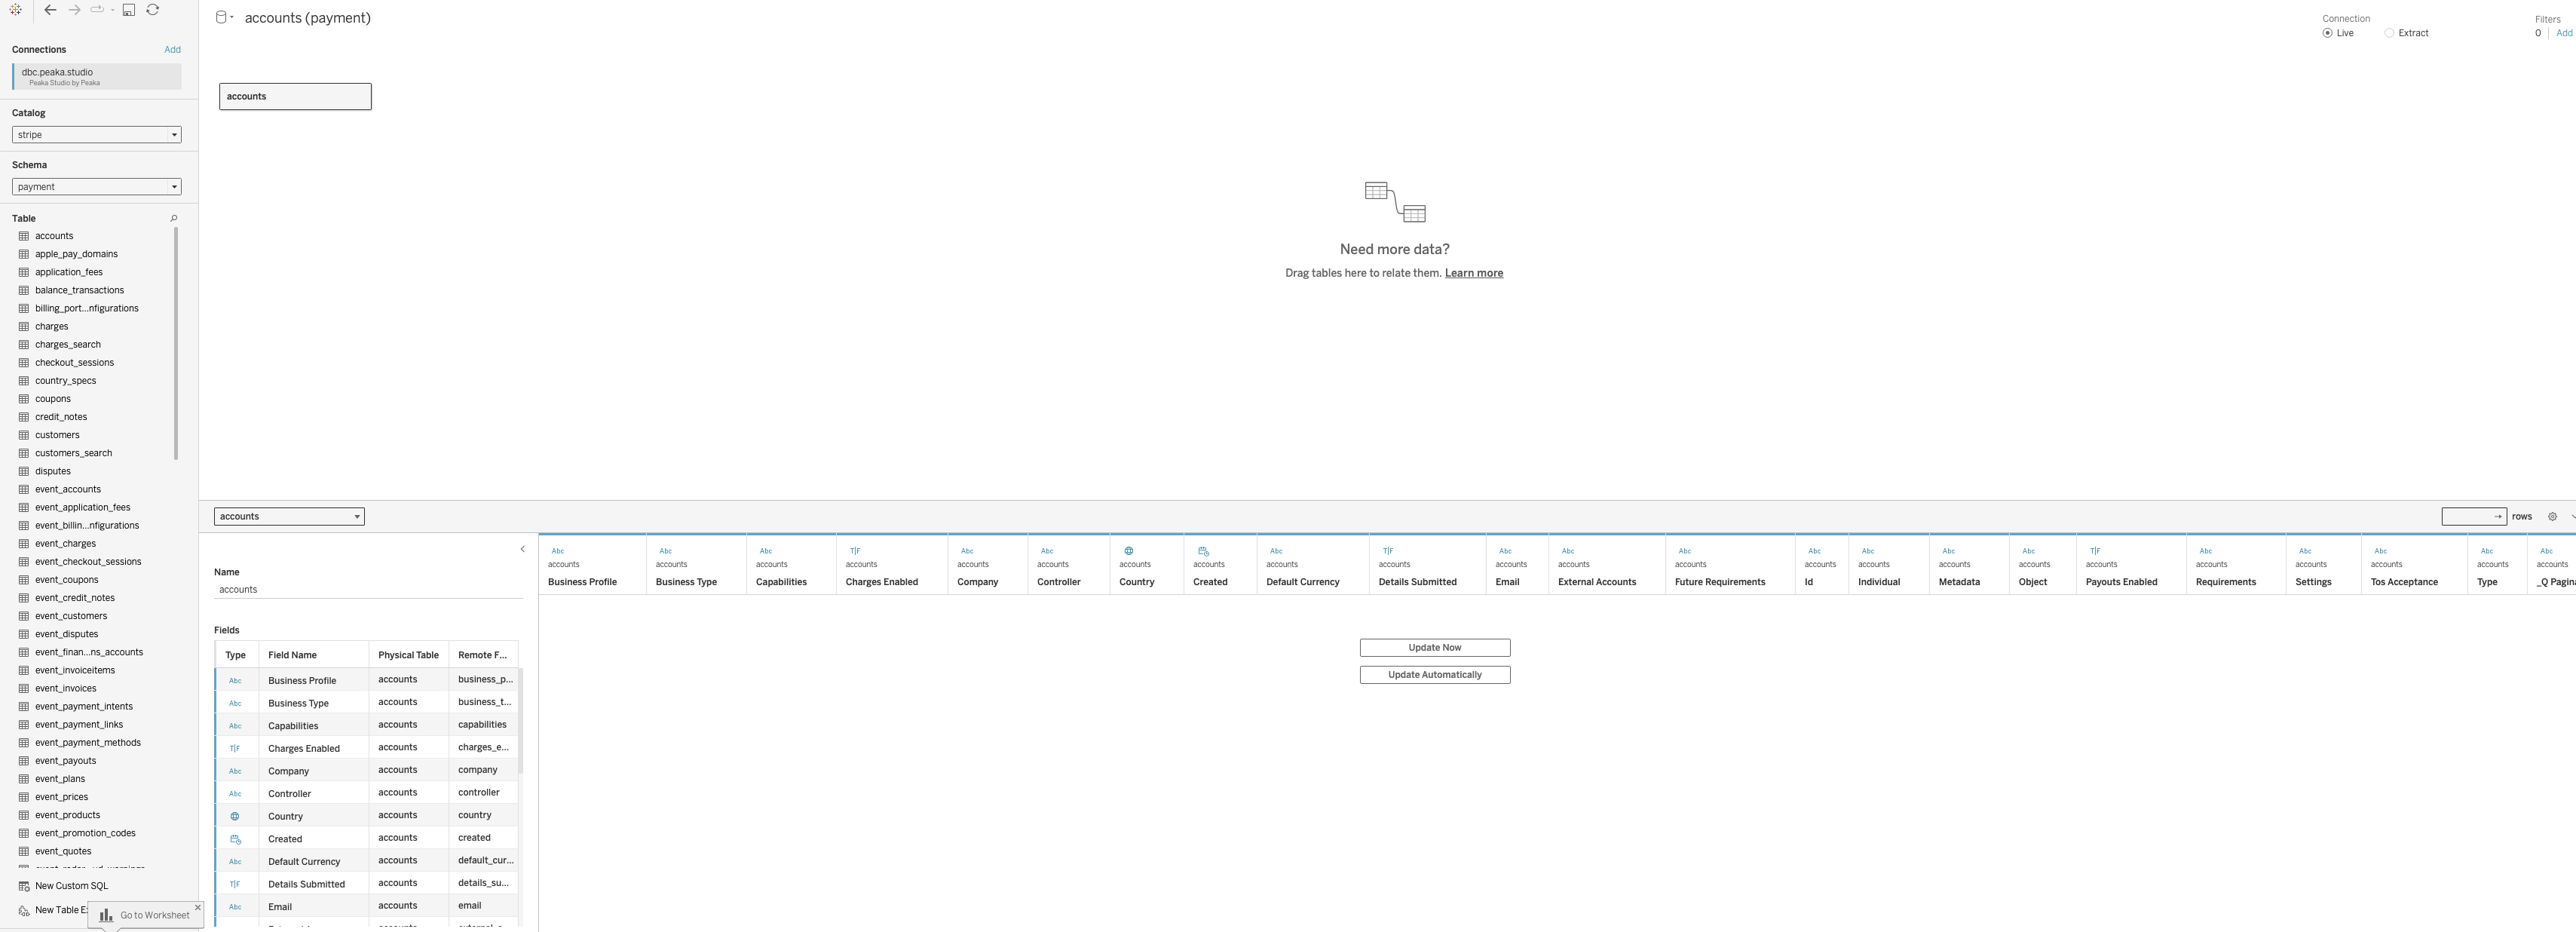 accounts (payment)
Connection
Live
Extract
Filters
0
Add
Connections
Add
dbc.peaka.studio
Peaka Studio by Peaka
Catalog
stripe
Schema
payment
Table
accounts
apple_pay_domains
application_fees
balance_transactions
billing_port...nfigurations
charges
charges_search
checkout_sessions
country_specs
coupons
credit_notes
customers
customers_search
disputes
event_accounts
event_application_fees
event_billin...nfigurations
event_charges
event_checkout_sessions
event_coupons
event_credit_notes
event_customers
event_disputes
event_finan...ns_accounts
event_invoiceitems
event_invoices
event_payment_intents
event_payment_links
event_payment_methods
event_payouts
event_plans
event_prices
event_products
event_promotion_codes
event_quotes
New Custom SQL
New Table E
Go to Worksheet
accounts
Need more data?
Drag tables here to relate them. Learn more
accounts
rows
Name
accounts
Fields
Type Field Name Physical Table Remote F...
Abc Business Profile accounts business_p...
Abc Business Type accounts business_t...
Abc Capabilities accounts capabilities
T|F Charges Enabled accounts charges_e...
Abc Company accounts company
Abc Controller accounts controller
Country accounts country
Created accounts created
Abc Default Currency accounts default_cur...
T|F Details Submitted accounts details_su...
Abc Email accounts email
Abc Abc Abc T|F Abc Abc Abc T|F Abc Abc Abc Abc Abc Abc Abc T|F Abc Abc Abc Abc Abc
accounts accounts accounts accounts accounts accounts accounts accounts accounts accounts accounts accounts accounts accounts accounts accounts accounts accounts accounts accounts accounts accounts accounts
Business Profile Business Type Capabilities Charges Enabled Company Controller Country Created Default Currency Details Submitted Email External Accounts Future Requirements Id Individual Metadata Object Payouts Enabled Requirements Settings Tos Acceptance Type _Q Pagina
Update Now
Update Automatically